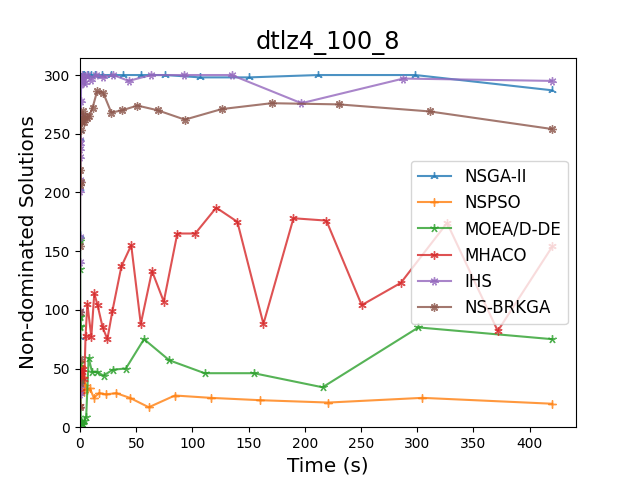 dtlz4_100_8
Non-dominated Solutions
300
250
200
150
100
50
0
NSGA-II
NSPSO
MOEA/D-DE
MHACO
IHS
NS-BRKGA
0 50 100 150 200 250 300 350 400
Time (s)